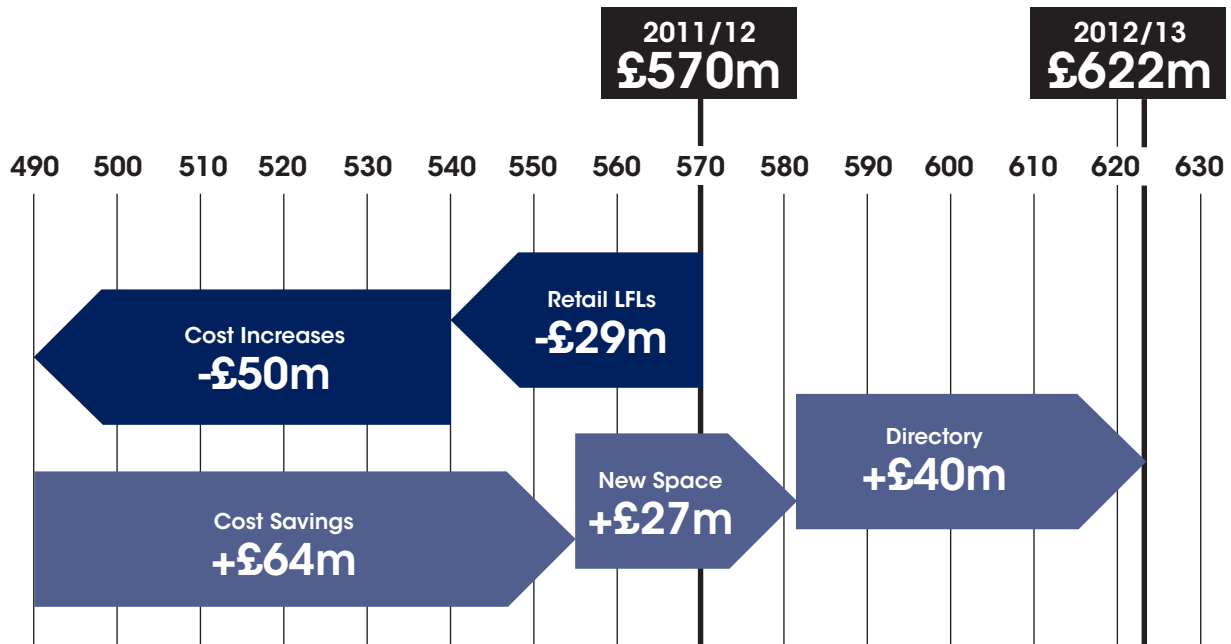 2011/12
£570m
2012/13
£622m
490 500 510 520 530 540 550 560 570 580 590 600 610 620 630
Retail LFLs
-£29m
Cost Increases
-£50m
Directory
+£40m
New Space
+£27m
Cost Savings
+£64m